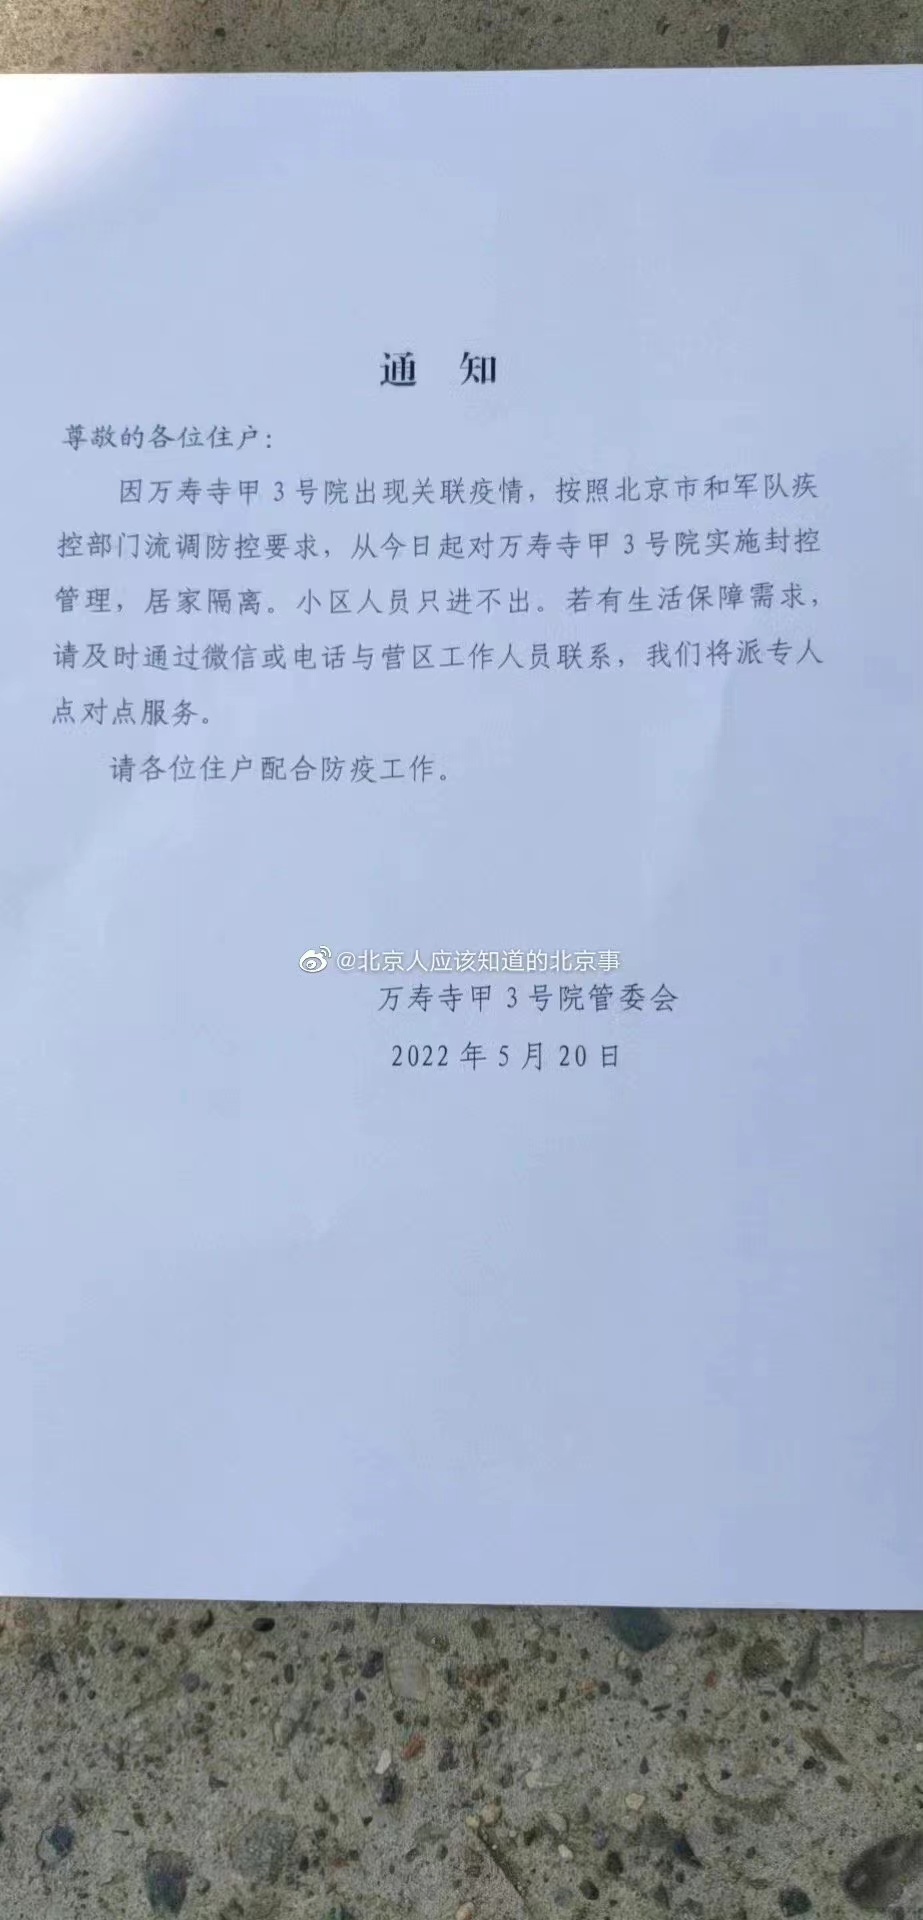 通 知
尊敬的各位住户：
因万寿寺甲 3 号院出现关联疫情，按照北京市和军队疾
控部门流调防控要求，从今日起对万寿寺甲 3 号院实施封控
管理，居家隔离。小区人员只进不出。若有生活保障需求，
请及时通过微信或电话与营区工作人员联系，我们将派专人
点对点服务。
请各位住户配合防疫工作。
@北京人应该知道的北京事
万寿寺甲 3 号院管委会
2022 年 5 月 20 日